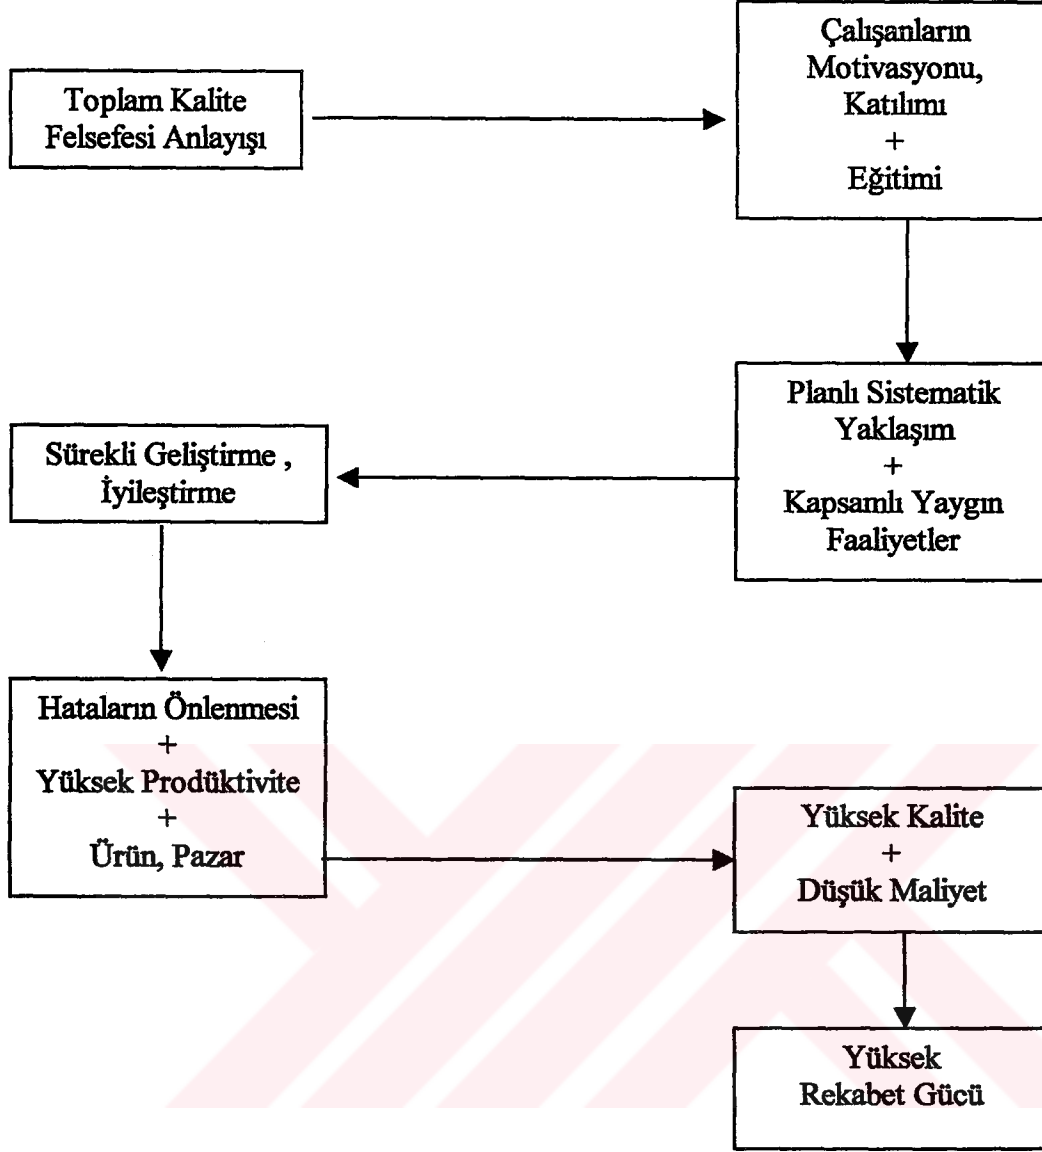 Toplam Kalite
Felsefesi Anlayışı
Çalışanların
Motivasyonu,
Katılımı
+
Eğitimi
Planlı Sistematik
Yaklaşım
+
Kapsamlı Yaygın
Faaliyetler
Sürekli Geliştirme ,
İyileştirme
Hataların Önlenmesi
+
Yüksek Prodüktivite
+
Ürün, Pazar
Yüksek Kalite
+
Düşük Maliyet
Yüksek
Rekabet Gücü